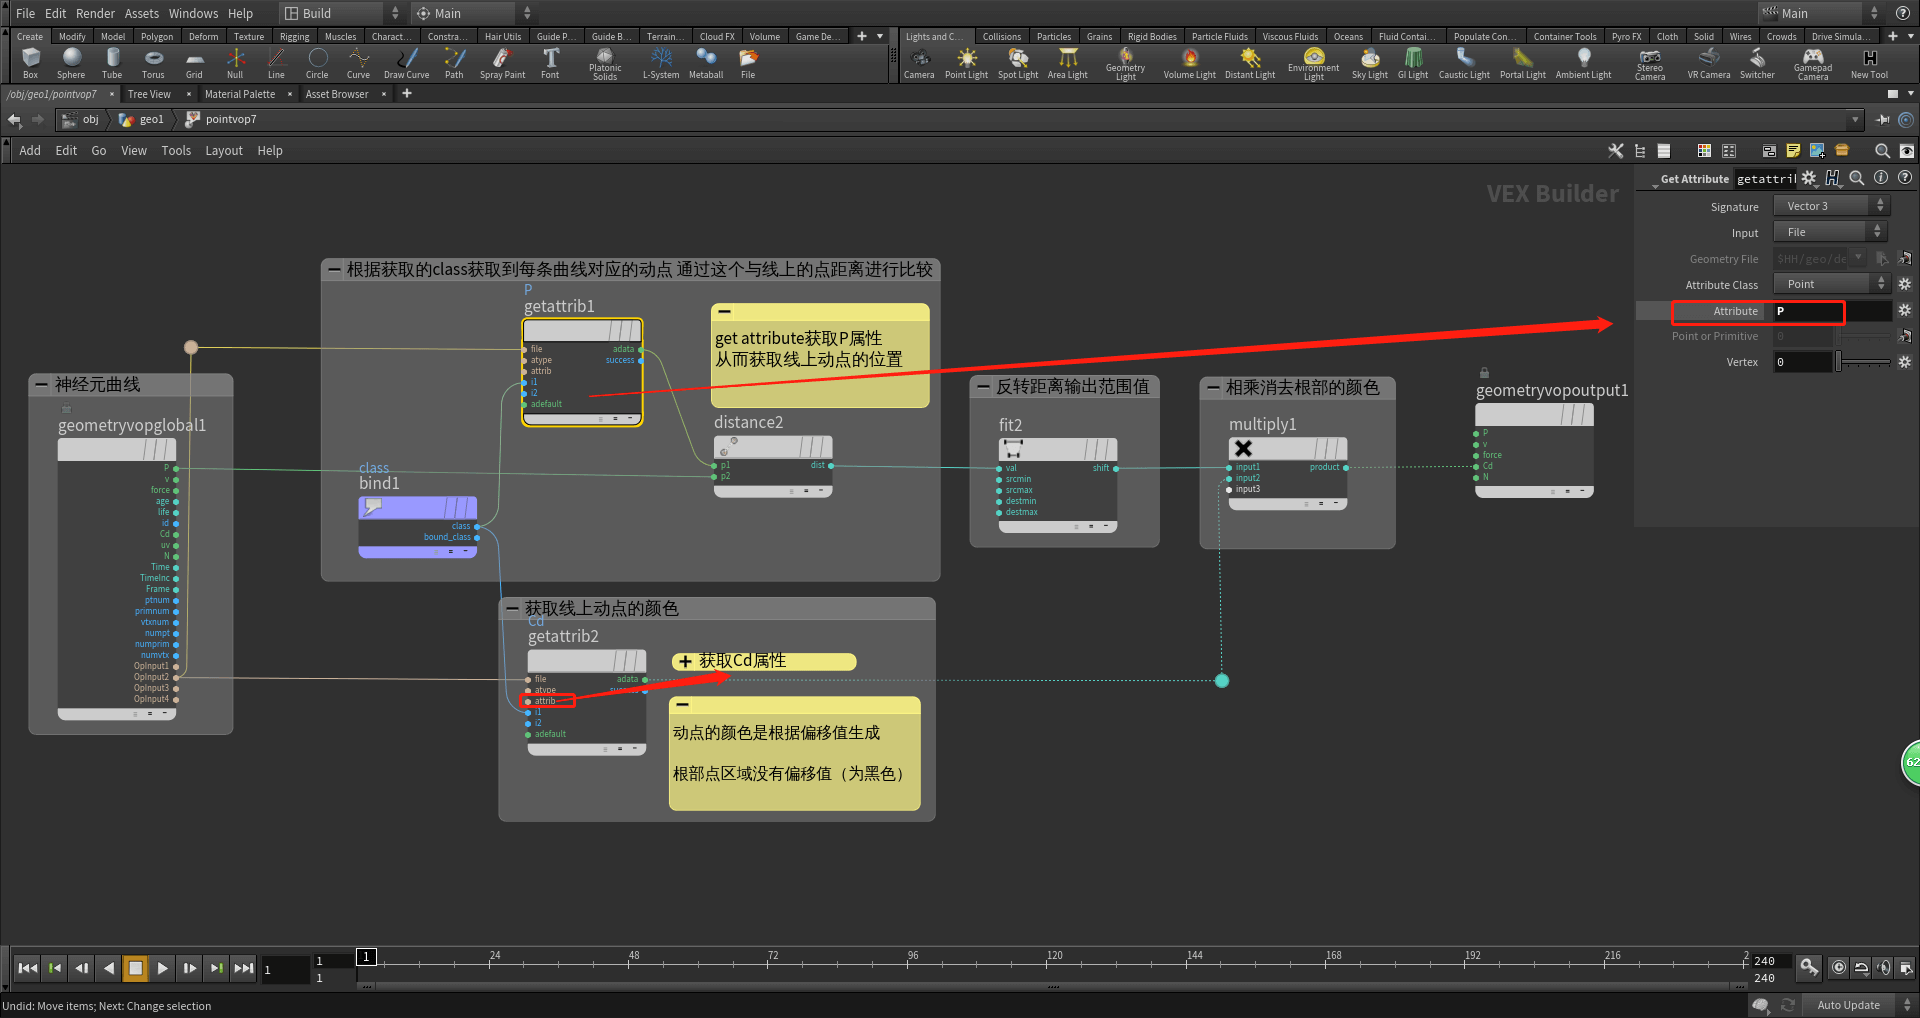 File Edit Render Assets Windows Help Build Main Main
Create Modify Model Polygon Deform Texture Rigging Muscles Charact... Constra... Hair Utils Guide P... Guide B... Terrain... Cloud FX Volume Game De...
Lights and C... Collisions Particles Grains Rigid Bodies Particle Fluids Viscous Fluids Oceans Fluid Contai... Populate Con... Container Tools Pyro FX Cloth Solid Wires Crowds Drive Simula...
Box Sphere Tube Torus Grid Null Line Circle Curve Draw Curve Path Spray Paint Font Platonic Solids L-System Metaball File
Camera Point Light Spot Light Area Light Geometry Light Volume Light Distant Light Environment Light Sky Light GI Light Caustic Light Portal Light Ambient Light Stereo Camera VR Camera Switcher Gamepad Camera New Tool
/obj/geo1/pointvop7 Tree View Material Palette Asset Browser
obj geo1 pointvop7
Add Edit Go View Tools Layout Help
VEX Builder
Get Attribute getattri
Signature Vector 3
Input File
Geometry File $HH/geo/de
Attribute Class Point
Attribute P
Point or Primitive 0
Vertex 0
根据获取的class获取到每条曲线对应的动点 通过这个与线上的点距离进行比较
P
getattrib1
file adata
atype success
attrib
i1
i2
adefault
get attribute获取P属性
从而获取线上动点的位置
distance2
p1 dist
p2
class
bind1
class
bound_class
神经元曲线
geometryvopglobal1
P
v
force
age
life
id
Cd
uv
N
Time
TimeInc
Frame
ptnum
primnum
vtxnum
numpt
numprim
numvtx
OpInput1
OpInput2
OpInput3
OpInput4
反转距离输出范围值
fit2
val shift
srcmin
srcmax
destmin
destmax
相乘消去根部的颜色
multiply1
input1 product
input2
input3
geometryvopoutput1
P
v
force
Cd
N
获取线上动点的颜色
Cd
getattrib2
file adata
atype
attrib
i1
i2
adefault
获取Cd属性
动点的颜色是根据偏移值生成
根部点区域没有偏移值（为黑色）
62
1 1 1 1 24 48 72 96 120 144 168 192 216 2 240
240
Undid: Move items; Next: Change selection Auto Update